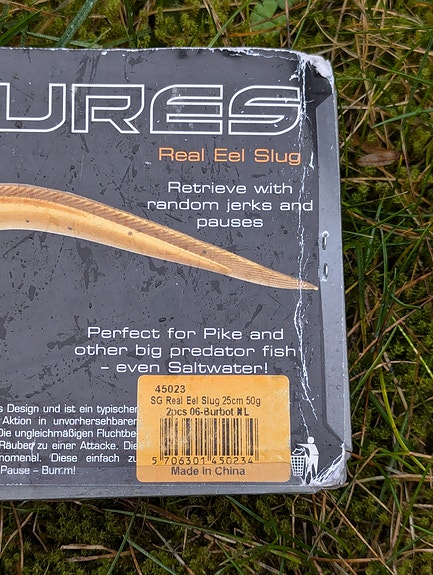 URES
Real Eel Slug
Retrieve with
random jerks and
pauses
Perfect for Pike and
other big predator fish
- even Saltwater!
45023
SG Real Eel Slug 25cm 50g
2pcs 06-Burbot #L
5 706301 450234
Made In China
s Design und ist ein typischer
Aktion in unvorhersehbaren
Die ungleichmäßigen Fluchtbe
Räuber zu einer Attacke. Die
nomenal. Diese einfach zu
Pause – Bumm!